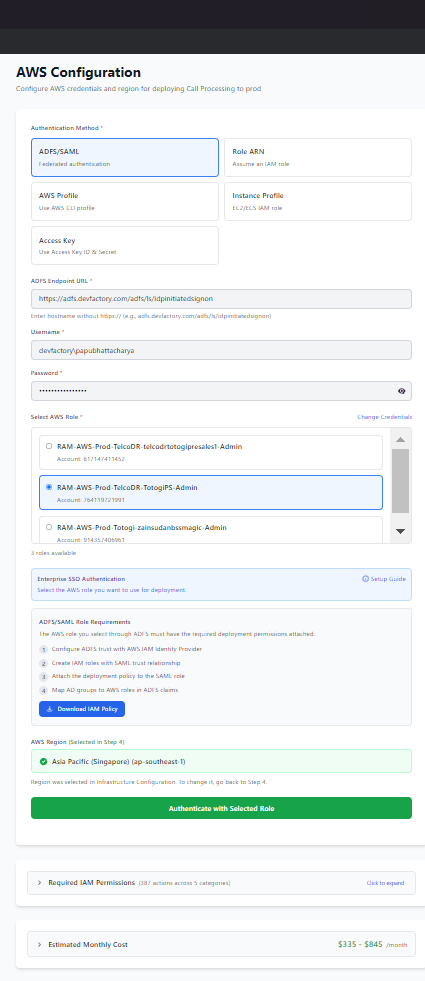 AWS Configuration
Configure AWS credentials and region for deploying Call Processing to prod
Authentication Method *
ADFS/SAML
Federated authentication
Role ARN
Assume an IAM role
AWS Profile
Use AWS CLI profile
Instance Profile
EC2/ECS IAM role
Access Key
Use Access Key ID & Secret
ADFS Endpoint URL *
https://adfs.devfactory.com/adfs/ls/idpinitiatedsignon
Enter hostname without https:// (e.g., adfs.devfactory.com/adfs/ls/idpinitiatedsignon)
Username *
devfactory\papubhattacharya
Password *
••••••••••••••••
Select AWS Role *
Change Credentials
RAM-AWS-Prod-TelcoDR-telcodrtotogipresales1-Admin
Account: 617147411452
RAM-AWS-Prod-TelcoDR-TotogiPS-Admin
Account: 764119721991
RAM-AWS-Prod-Totogi-zainsudanbssmagic-Admin
Account: 914357406961
3 roles available
Enterprise SSO Authentication
Setup Guide
Select the AWS role you want to use for deployment.
ADFS/SAML Role Requirements
The AWS role you select through ADFS must have the required deployment permissions attached.
1 Configure ADFS trust with AWS IAM Identity Provider
2 Create IAM roles with SAML trust relationship
3 Attach the deployment policy to the SAML role
4 Map AD groups to AWS roles in ADFS claims
Download IAM Policy
AWS Region (Selected in Step 4)
Asia Pacific (Singapore) (ap-southeast-1)
Region was selected in Infrastructure Configuration. To change it, go back to Step 4.
Authenticate with Selected Role
Required IAM Permissions (387 actions across 5 categories)
Click to expand
Estimated Monthly Cost
$335 - $845 /month